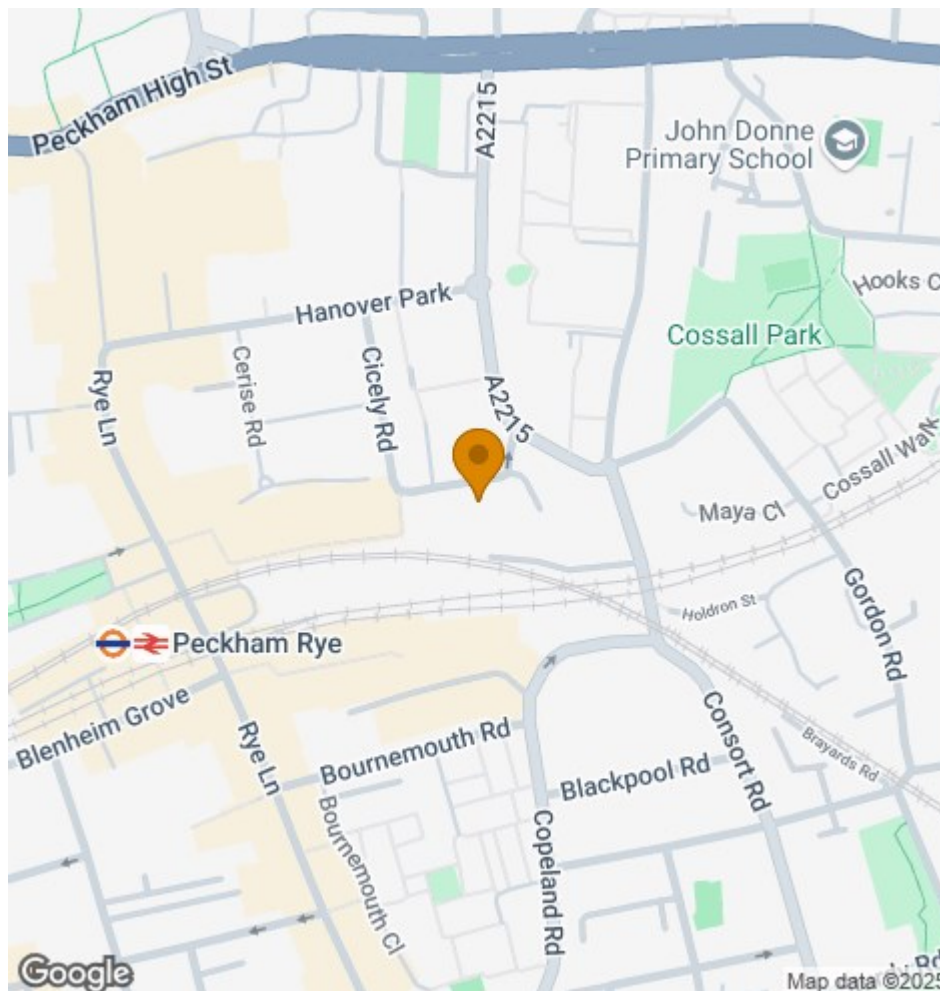 Peckham High St
A2215
John Donne
Primary School
Hooks C
Hanover Park
Cossall Park
Cerise Rd
Cicely Rd
Rye Ln
A2215
Cossall Walk
Maya Cl
Holdron St
Gordon Rd
Peckham Rye
Blenheim Grove
Rye Ln
Bournemouth Rd
Consort Rd
Brayards Rd
Blackpool Rd
Bournemouth Cl
Copeland Rd
Google
Map data ©2025